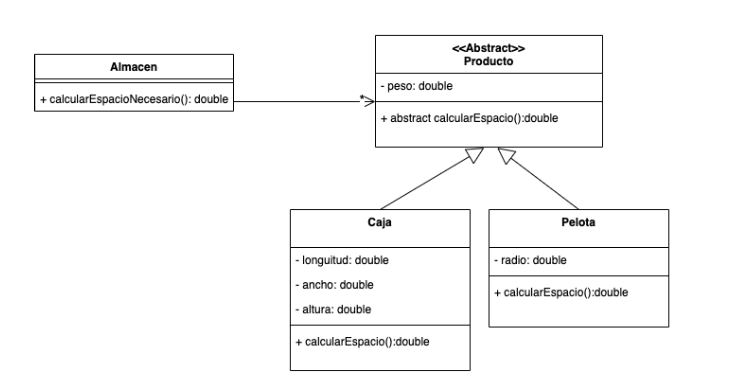 Almacen
+ calcularEspacioNecesario(): double
*
<<Abstract>>
Producto
- peso: double
+ abstract calcularEspacio():double
Caja
- longuitud: double
- ancho: double
- altura: double
+ calcularEspacio():double
Pelota
- radio: double
+ calcularEspacio():double